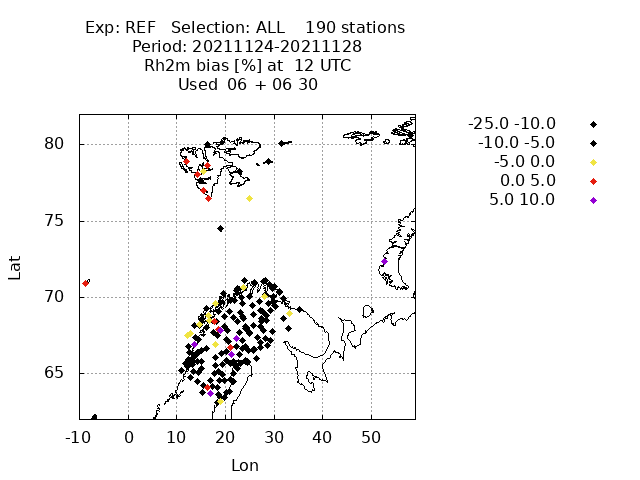 Exp: REF Selection: ALL 190 stations
Period: 20211124-20211128
Rh2m bias [%] at 12 UTC
Used 06 + 06 30
-25.0 -10.0
-10.0 -5.0
-5.0 0.0
0.0 5.0
5.0 10.0
80
75
70
65
Lat
-10 0 10 20 30 40 50
Lon